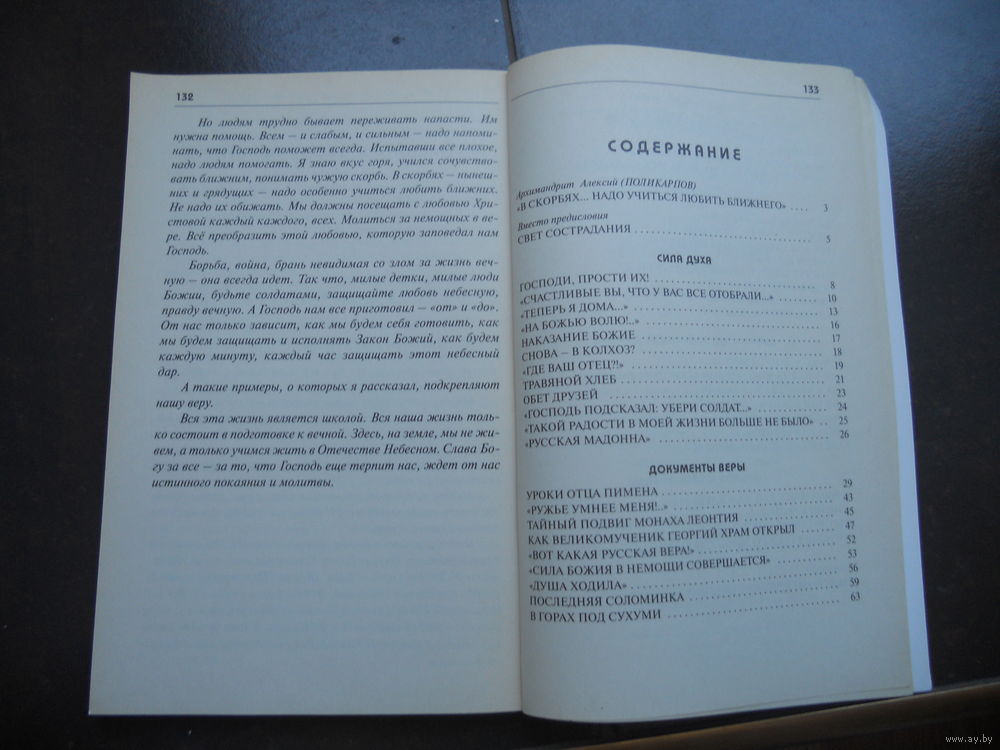 132
Но людям трудно бывает переживать напасти. Им
нужна помощь. Всем — и слабым, и сильным — надо напоми-
нать, что Господь поможет всегда. Испытавши все плохое,
надо людям помогать. Я знаю вкус горя, учился сочувство-
вать ближним, понимать чужую скорбь. В скорбях — нынеш-
них и грядущих — надо особенно учиться любить ближних.
Не надо их обижать. Мы должны посещать с любовью Хри-
стовой каждый каждого, всех. Молиться за немощных в ве-
ре. Всё преобразить этой любовью, которую заповедал нам
Господь.
Борьба, война, брань невидимая со злом за жизнь веч-
ную — она всегда идет. Так что, милые детки, милые люди
Божии, будьте солдатами, защищайте любовь небесную,
правду вечную. А Господь нам все приготовил — «от» и «до».
От нас только зависит, как мы будем себя готовить, как
мы будем защищать и исполнять Закон Божий, как будем
каждую минуту, каждый час защищать этот небесный
дар.
А такие примеры, о которых я рассказал, подкрепляют
нашу веру.
Вся эта жизнь является школой. Вся наша жизнь толь-
ко состоит в подготовке к вечной. Здесь, на земле, мы не жи-
вем, а только учимся жить в Отечестве Небесном. Слава Бо-
гу за все — за то, что Господь еще терпит нас, ждет от нас
истинного покаяния и молитвы.
133
СОДЕРЖАНИЕ
Архимандрит Алексий (ПОЛИКАРПОВ)
«В СКОРБЯХ... НАДО УЧИТЬСЯ ЛЮБИТЬ БЛИЖНЕГО» .... 3
Вместо предисловия
СВЕТ СОСТРАДАНИЯ .......... 5
СИЛА ДУХА
ГОСПОДИ, ПРОСТИ ИХ! .......... 8
«СЧАСТЛИВЫЕ ВЫ, ЧТО У ВАС ВСЕ ОТОБРАЛИ...» .......... 10
«ТЕПЕРЬ Я ДОМА...» .......... 13
«НА БОЖЬЮ ВОЛЮ!..» .......... 16
НАКАЗАНИЕ БОЖИЕ .......... 17
СНОВА – В КОЛХОЗ? .......... 18
«ГДЕ ВАШ ОТЕЦ?!» .......... 19
ТРАВЯНОЙ ХЛЕБ .......... 21
ОБЕТ ДРУЗЕЙ .......... 23
«ГОСПОДЬ ПОДСКАЗАЛ: УБЕРИ СОЛДАТ...» .......... 24
«ТАКОЙ РАДОСТИ В МОЕЙ ЖИЗНИ БОЛЬШЕ НЕ БЫЛО» .. 25
«РУССКАЯ МАДОННА» .......... 26
ДОКУМЕНТЫ ВЕРЫ
УРОКИ ОТЦА ПИМЕНА .......... 29
«РУЖЬЕ УМНЕЕ МЕНЯ!..» .......... 43
ТАЙНЫЙ ПОДВИГ МОНАХА ЛЕОНТИЯ .......... 45
КАК ВЕЛИКОМУЧЕНИК ГЕОРГИЙ ХРАМ ОТКРЫЛ .......... 47
«ВОТ КАКАЯ РУССКАЯ ВЕРА!» .......... 52
«СИЛА БОЖИЯ В НЕМОЩИ СОВЕРШАЕТСЯ» .......... 53
«ДУША ХОДИЛА» .......... 56
ПОСЛЕДНЯЯ СОЛОМИНКА .......... 59
В ГОРАХ ПОД СУХУМИ .......... 63
www.ay.by